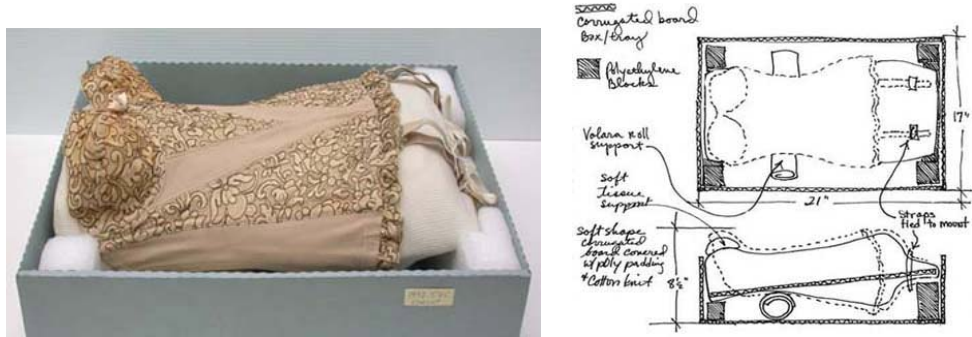 Corrugated board
Box/tray
Polyethylene
Blocks
Volara roll
support
soft
tissue
support
soft shape
corrugated
board covered
w/poly padding
& Cotton knit
17"
21"
Straps
tied to mount
8½"